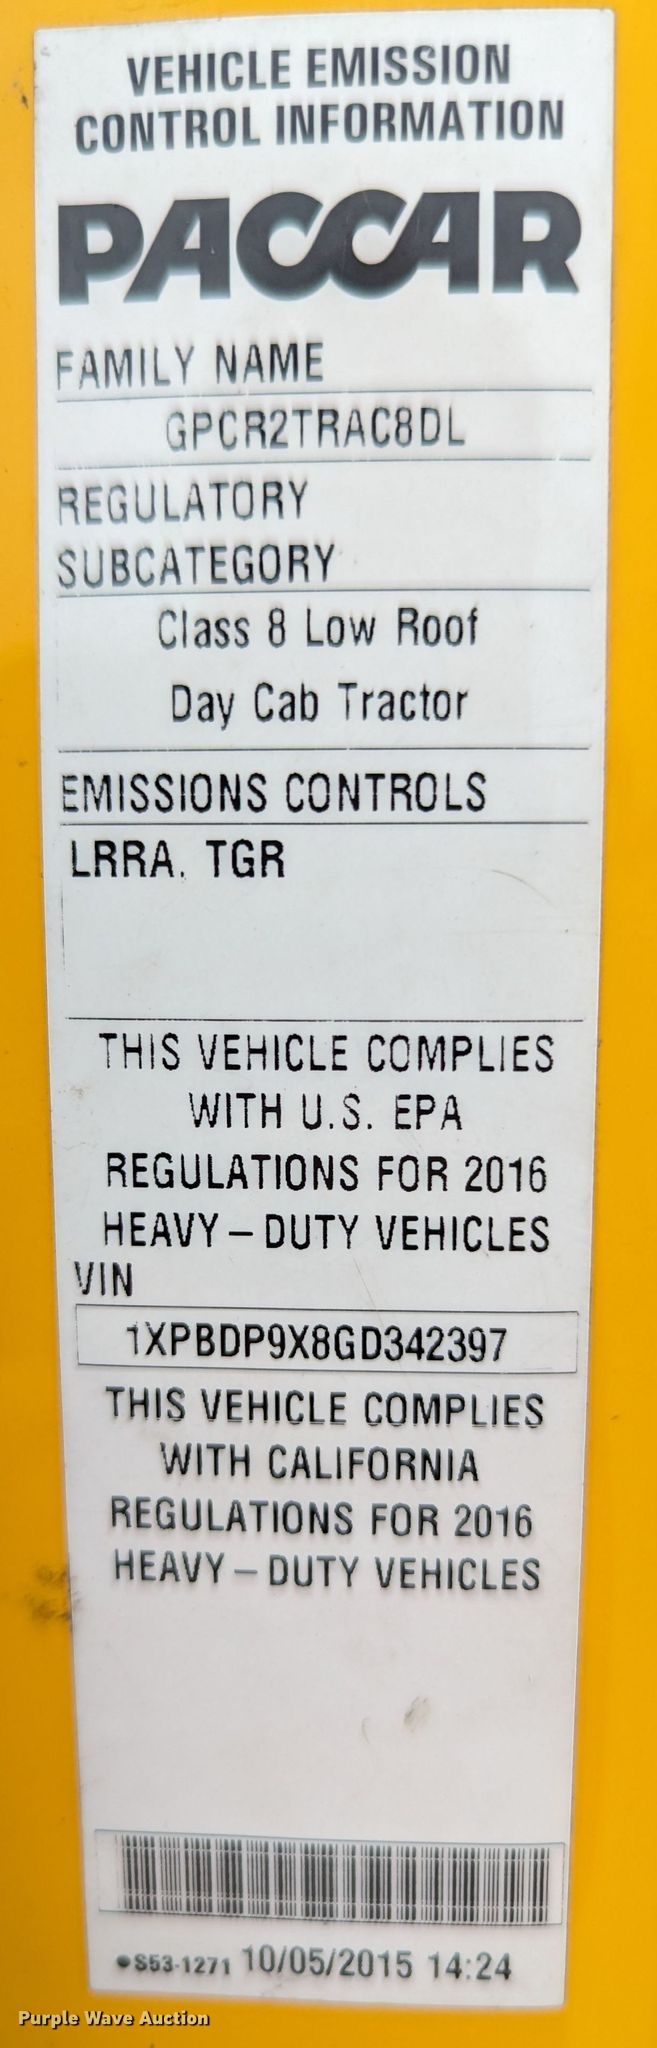 VEHICLE EMISSION
CONTROL INFORMATION
PACCAR
FAMILY NAME
GPCR2TRAC8DL
REGULATORY
SUBCATEGORY
Class 8 Low Roof
Day Cab Tractor
EMISSIONS CONTROLS
LRRA. TGR
THIS VEHICLE COMPLIES
WITH U.S. EPA
REGULATIONS FOR 2016
HEAVY-DUTY VEHICLES
VIN
1XPBDP9X8GD342397
THIS VEHICLE COMPLIES
WITH CALIFORNIA
REGULATIONS FOR 2016
HEAVY-DUTY VEHICLES
•S53-1271 10/05/2015 14:24
Purple Wave Auction